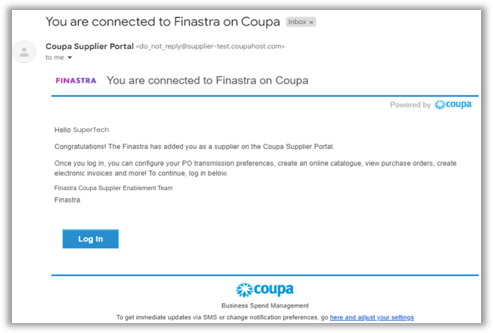 You are connected to Finastra on Coupa Inbox ×
Coupa Supplier Portal <do_not_reply@supplier-test.coupahost.com>
to me
FINASTRA You are connected to Finastra on Coupa
Powered by coupa
Hello SuperTech
Congratulations! The Finastra has added you as a supplier on the Coupa Supplier Portal.
Once you log in, you can configure your PO transmission preferences, create an online catalogue, view purchase orders, create
electronic invoices and more! To continue, log in below.
Finastra Coupa Supplier Enablement Team
Finastra
Log In
coupa
Business Spend Management
To get immediate updates via SMS or change notification preferences, go here and adjust your settings